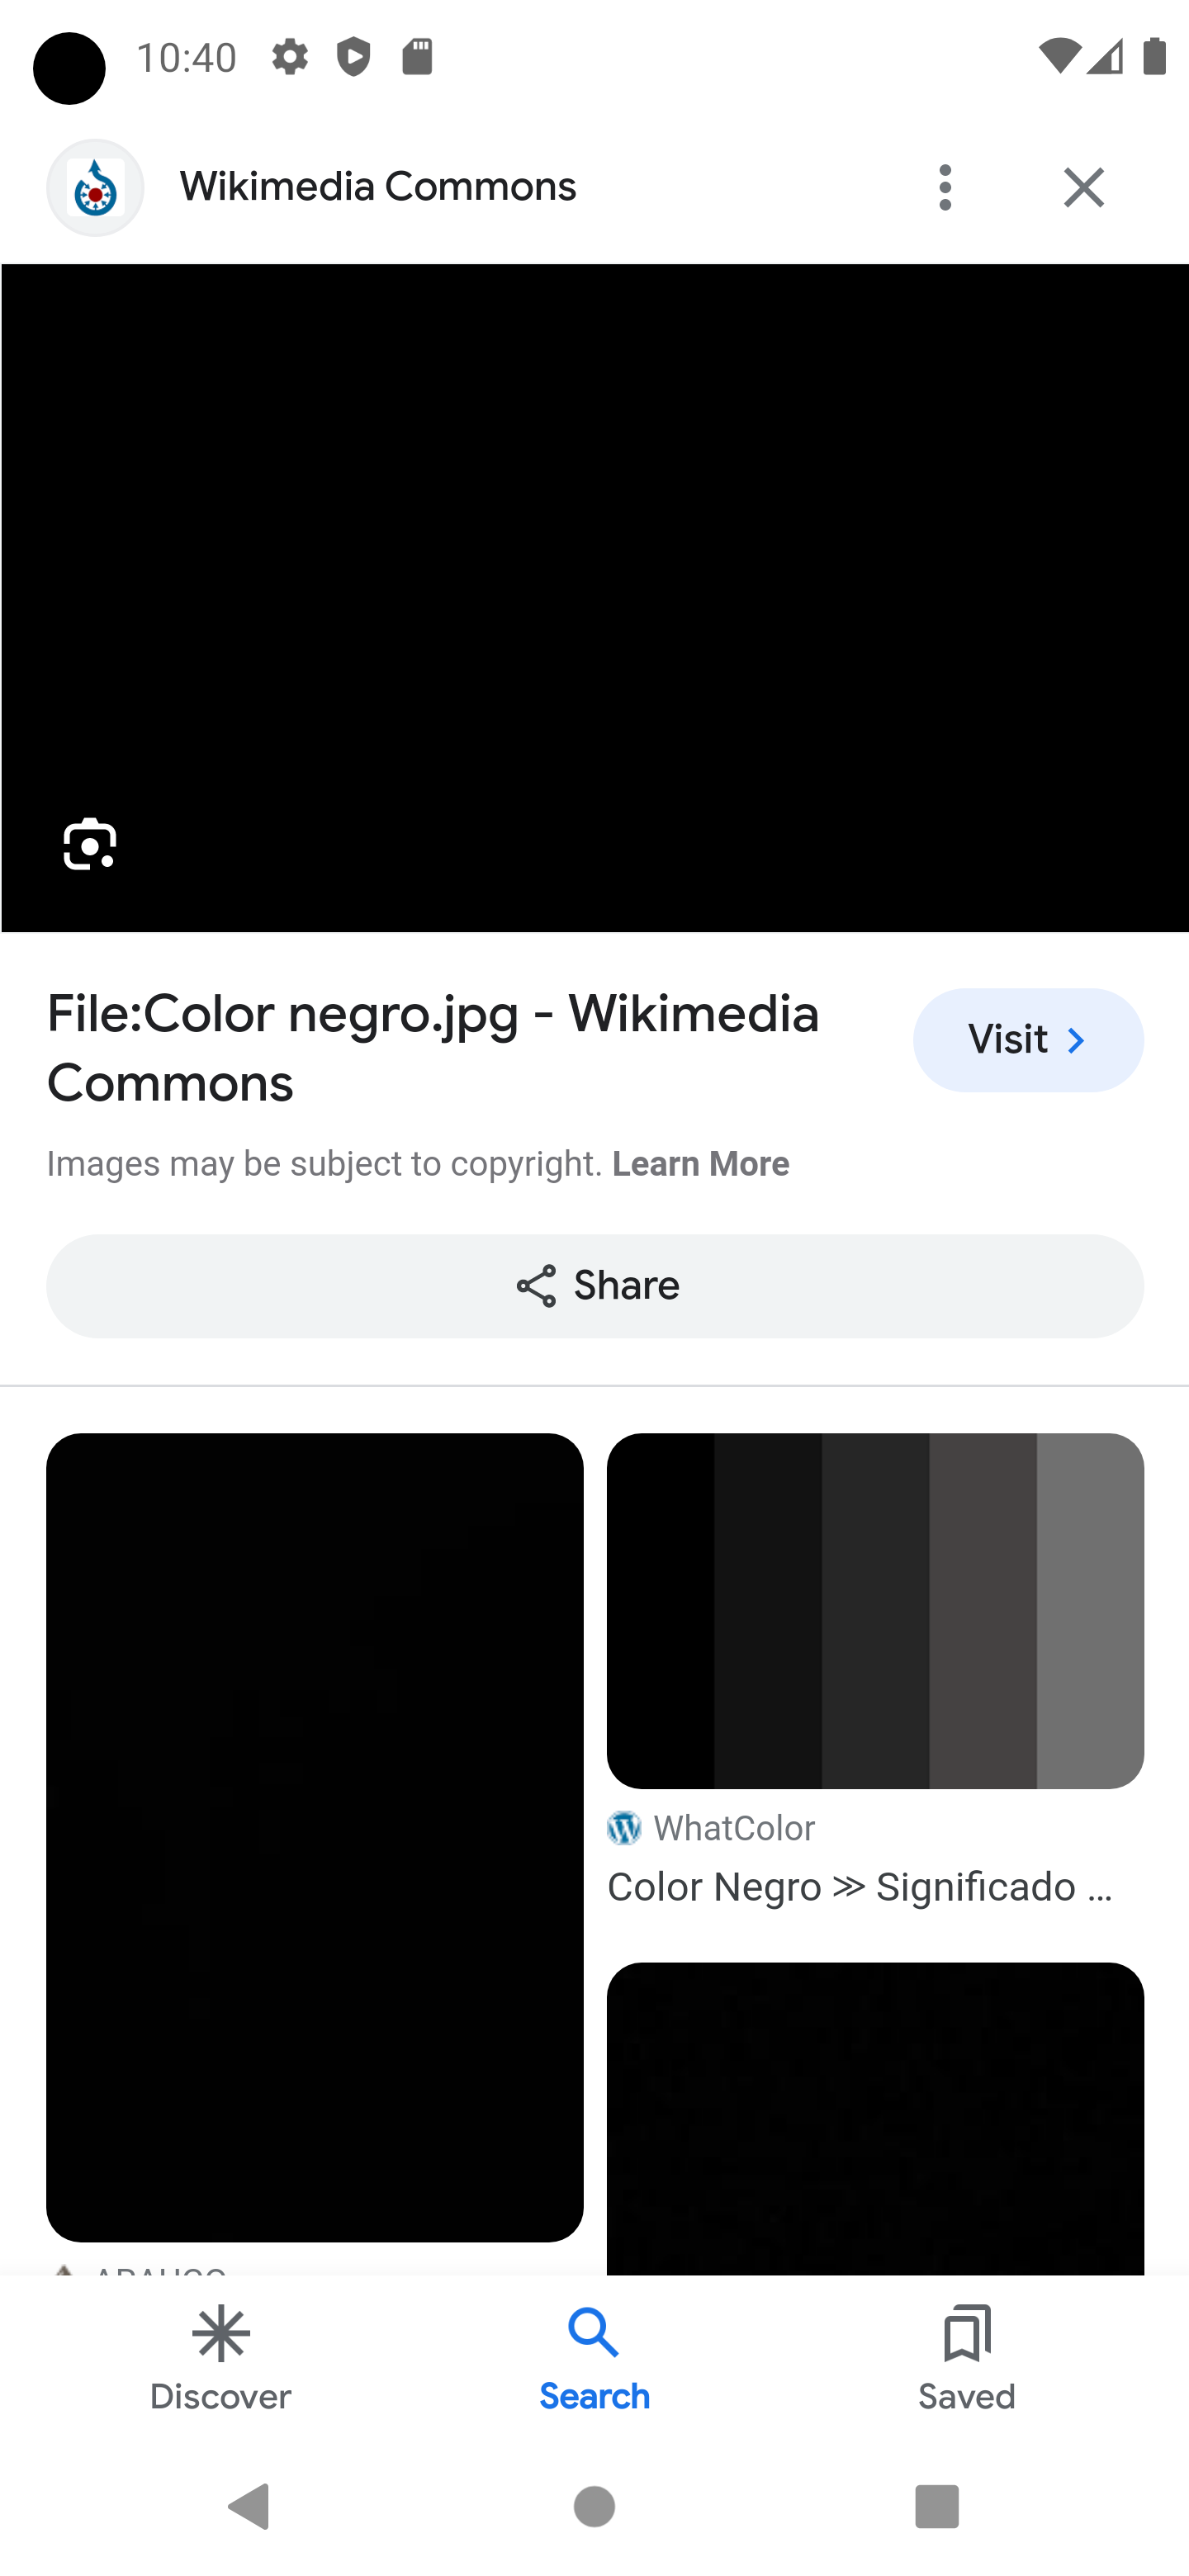 10:40
Wikimedia Commons
File:Color negro.jpg - Wikimedia
Commons
Visit
Images may be subject to copyright. Learn More
Share
WhatColor
Color Negro ≫ Significado ...
Discover
Search
Saved